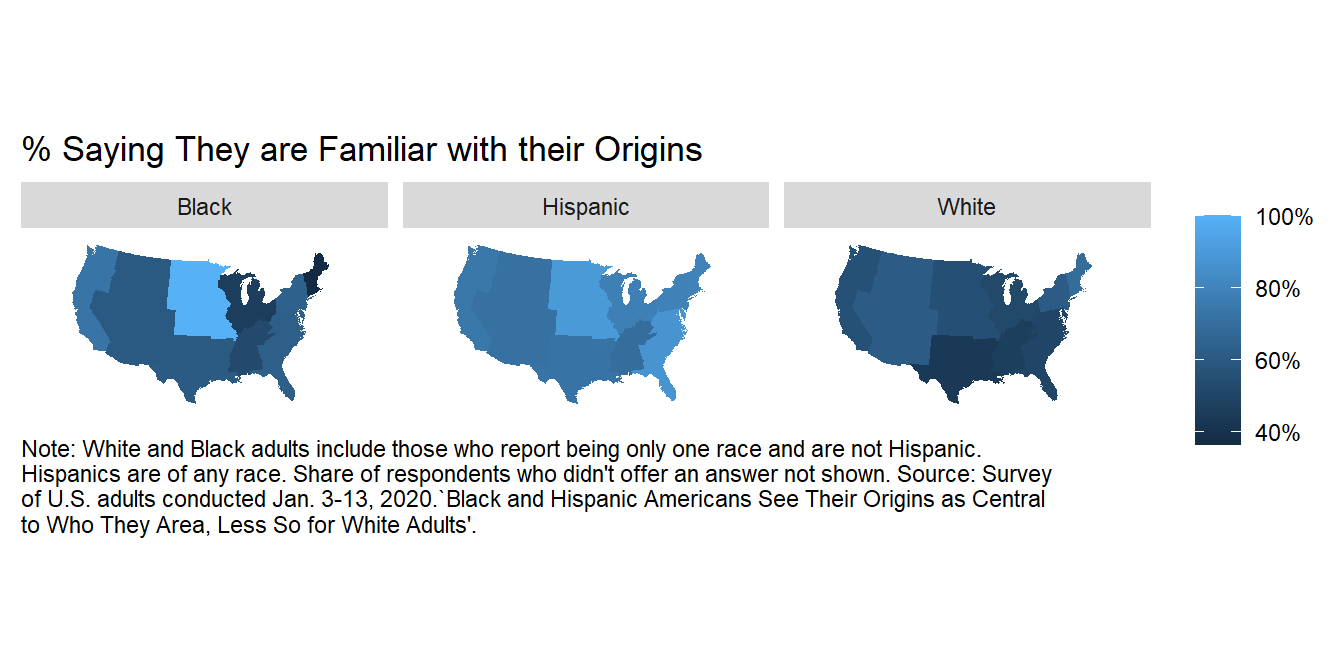 % Saying They are Familiar with their Origins
Black
Hispanic
White
100%
80%
60%
40%
Note: White and Black adults include those who report being only one race and are not Hispanic.
Hispanics are of any race. Share of respondents who didn't offer an answer not shown. Source: Survey
of U.S. adults conducted Jan. 3-13, 2020.`Black and Hispanic Americans See Their Origins as Central
to Who They Area, Less So for White Adults'.